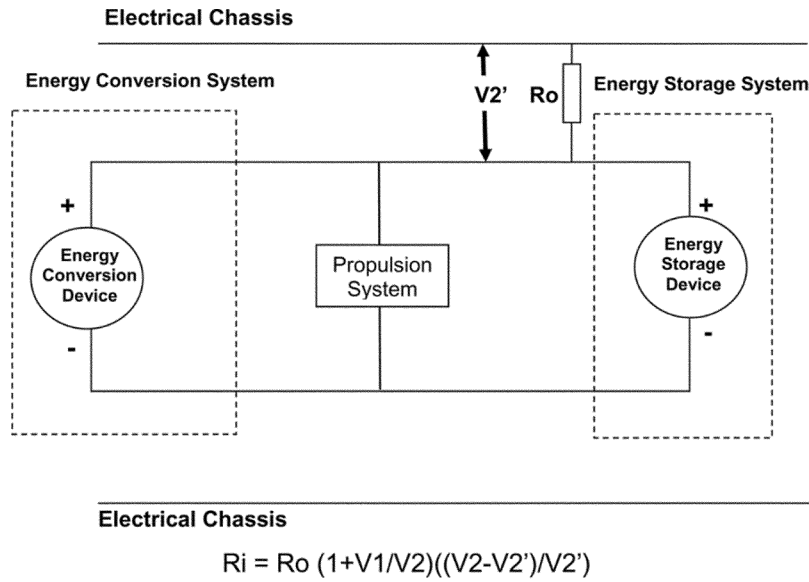 Electrical Chassis
Energy Conversion System
V2’
Ro
Energy Storage System
+
Energy
Conversion
Device
-
Propulsion
System
+
Energy
Storage
Device
-
Electrical Chassis
Ri = Ro (1+V1/V2)((V2-V2’)/V2’)